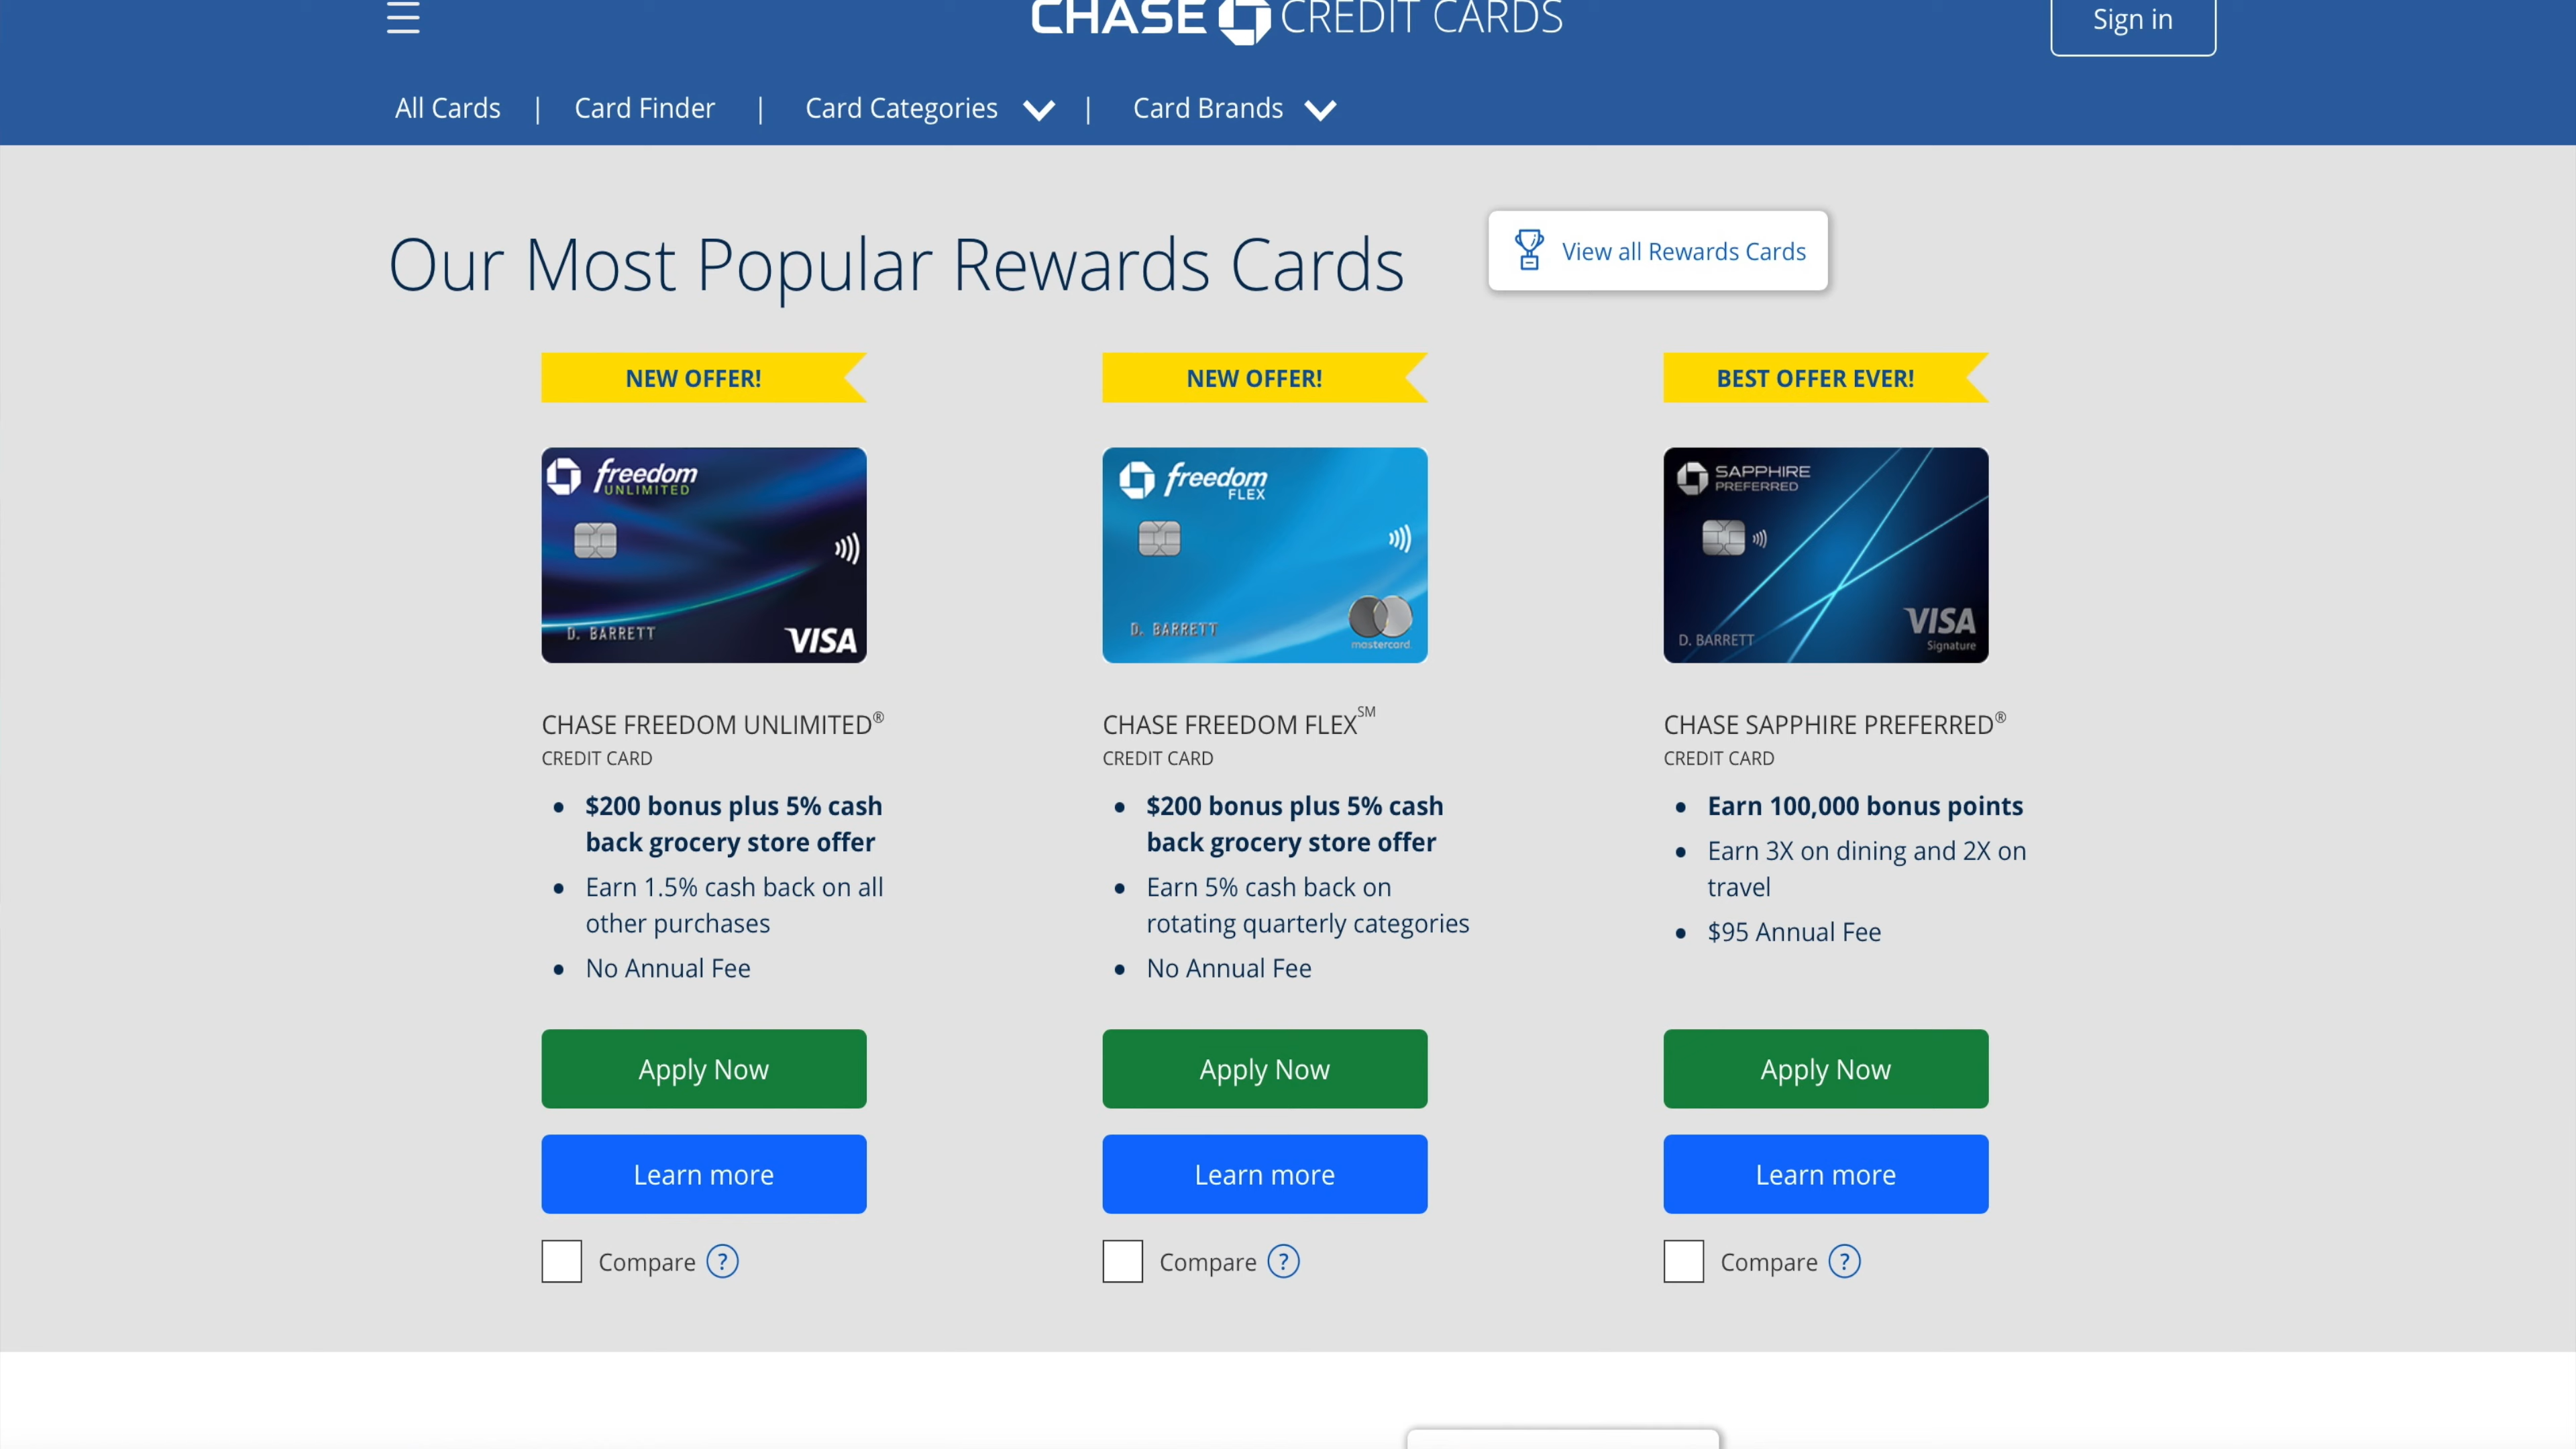 CHASE CREDIT CARDS
Sign in
All Cards | Card Finder | Card Categories | Card Brands
Our Most Popular Rewards Cards
View all Rewards Cards
NEW OFFER!
freedom
UNLIMITED
D. BARRETT
VISA
CHASE FREEDOM UNLIMITED®
CREDIT CARD
• $200 bonus plus 5% cash
back grocery store offer
• Earn 1.5% cash back on all
other purchases
• No Annual Fee
Apply Now
Learn more
Compare ?
NEW OFFER!
freedom
FLEX
D. BARRETT
mastercard
CHASE FREEDOM FLEX℠
CREDIT CARD
• $200 bonus plus 5% cash
back grocery store offer
• Earn 5% cash back on
rotating quarterly categories
• No Annual Fee
Apply Now
Learn more
Compare ?
BEST OFFER EVER!
SAPPHIRE
PREFERRED
D. BARRETT
VISA
Signature
CHASE SAPPHIRE PREFERRED®
CREDIT CARD
• Earn 100,000 bonus points
• Earn 3X on dining and 2X on
travel
• $95 Annual Fee
Apply Now
Learn more
Compare ?